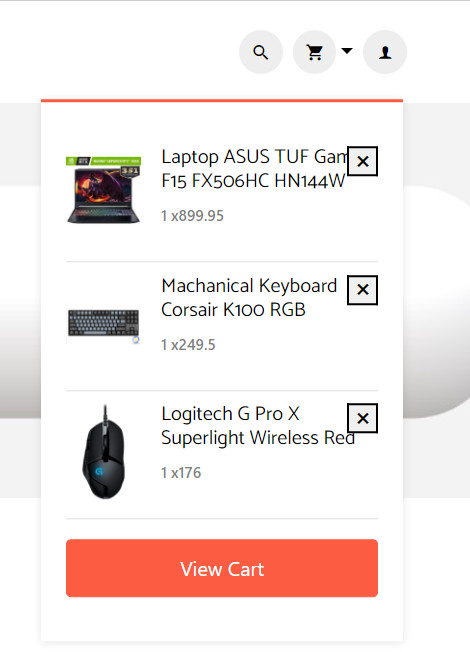 Laptop ASUS TUF Gam
F15 FX506HC HN144W
1 x899.95
Machanical Keyboard
Corsair K100 RGB
1 x249.5
Logitech G Pro X
Superlight Wireless Red
1 x176
View Cart